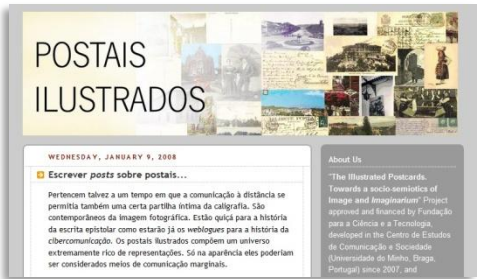 POSTAIS
ILUSTRADOS
WEDNESDAY, JANUARY 9, 2008
Escrever posts sobre postais...
Pertencem talvez a um tempo em que a comunicação à distância se
permitia também uma certa partilha íntima da caligrafia. São
contemporâneos da imagem fotográfica. Estão quiçá para a história
da escrita epistolar como estarão já os weblogues para a história da
cibercomunicação. Os postais ilustrados compõem um universo
extremamente rico de representações. Só na aparência eles poderiam
ser considerados meios de comunicação marginais.
About Us
"The Illustrated Postcards.
Towards a socio-semiotics of
Image and Imaginarium" Project
approved and financed by Fundação
para a Ciência e a Tecnologia,
developed in the Centro de Estudos
de Comunicação e Sociedade
(Universidade do Minho, Braga,
Portugal) since 2007, and